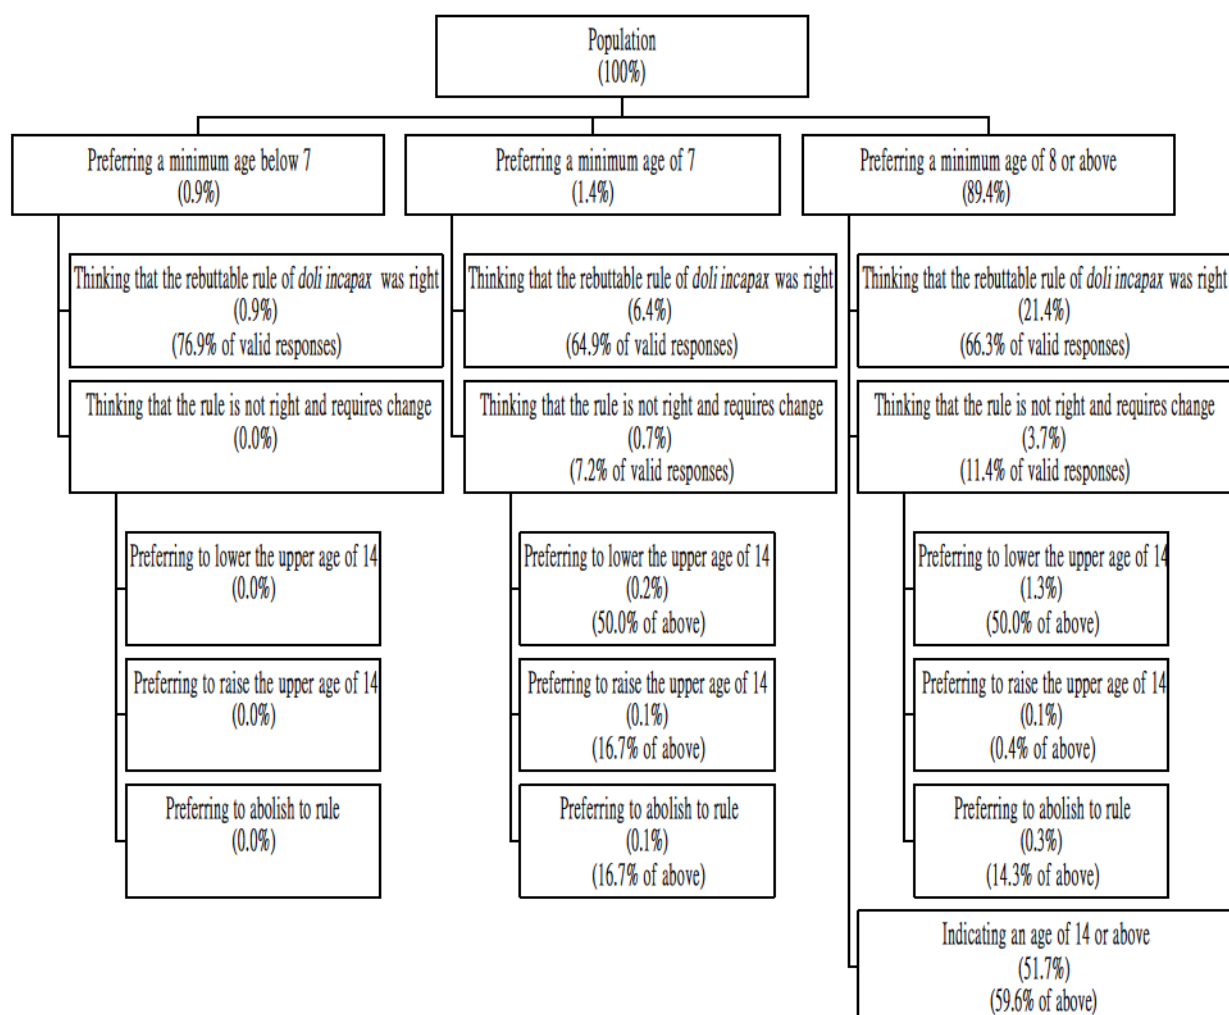 Population
(100%)
Preferring a minimum age below 7
(0.9%)
Preferring a minimum age of 7
(1.4%)
Preferring a minimum age of 8 or above
(89.4%)
Thinking that the rebuttable rule of doli incapax was right
(0.9%)
(76.9% of valid responses)
Thinking that the rebuttable rule of doli incapax was right
(6.4%)
(64.9% of valid responses)
Thinking that the rebuttable rule of doli incapax was right
(21.4%)
(66.3% of valid responses)
Thinking that the rule is not right and requires change
(0.0%)
Thinking that the rule is not right and requires change
(0.7%)
(7.2% of valid responses)
Thinking that the rule is not right and requires change
(3.7%)
(11.4% of valid responses)
Preferring to lower the upper age of 14
(0.0%)
Preferring to lower the upper age of 14
(0.2%)
(50.0% of above)
Preferring to lower the upper age of 14
(1.3%)
(50.0% of above)
Preferring to raise the upper age of 14
(0.0%)
Preferring to raise the upper age of 14
(0.1%)
(16.7% of above)
Preferring to raise the upper age of 14
(0.1%)
(0.4% of above)
Preferring to abolish to rule
(0.0%)
Preferring to abolish to rule
(0.1%)
(16.7% of above)
Preferring to abolish to rule
(0.3%)
(14.3% of above)
Indicating an age of 14 or above
(51.7%)
(59.6% of above)